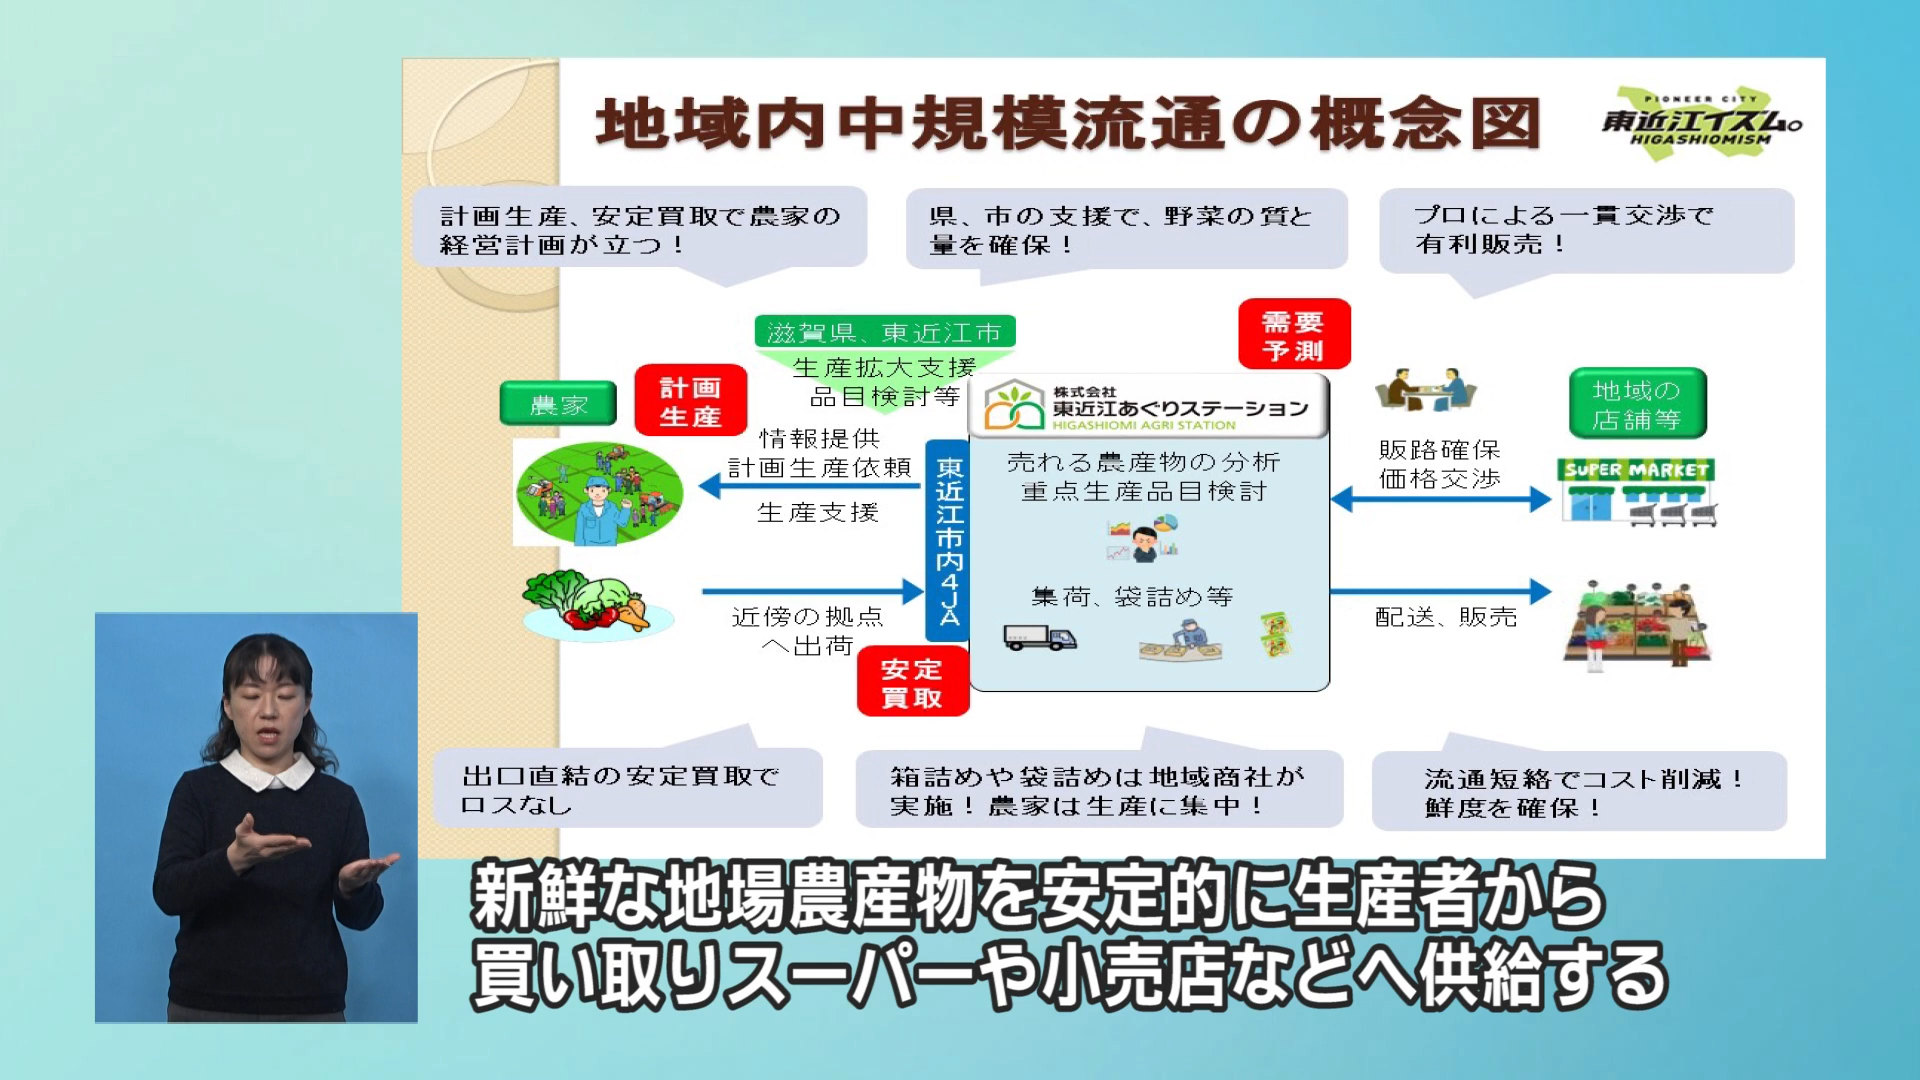 地域内中規模流通の概念図
PIONEER CITY
東近江イズム。
HIGASHIOMISM
計画生産、安定買取で農家の
経営計画が立つ！
県、市の支援で、野菜の質と
量を確保！
プロによる一貫交渉で
有利販売！
滋賀県、東近江市
生産拡大支援
品目検討等
需要
予測
農家
計画
生産
情報提供
計画生産依頼
生産支援
東近江市内4JA
株式会社
東近江あぐりステーション
HIGASHIOMI AGRI STATION
売れる農産物の分析
重点生産品目検討
集荷、袋詰め等
販路確保
価格交渉
地域の
店舗等
SUPER MARKET
近傍の拠点
へ出荷
安定
買取
配送、販売
出口直結の安定買取で
ロスなし
箱詰めや袋詰めは地域商社が
実施！農家は生産に集中！
流通短絡でコスト削減！
鮮度を確保！
新鮮な地場農産物を安定的に生産者から
買い取りスーパーや小売店などへ供給する